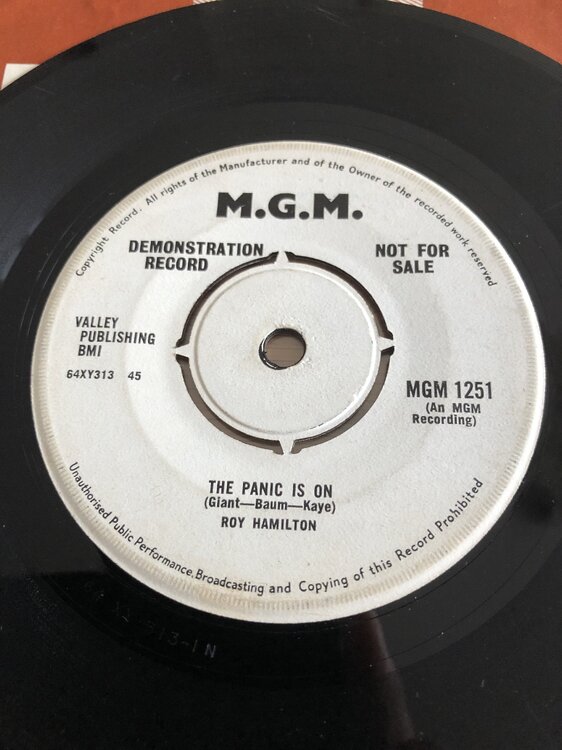 Copyright Record. All rights of the Manufacturer and of the Owner of the recorded work reserved
M.G.M.
DEMONSTRATION
RECORD
NOT FOR
SALE
VALLEY
PUBLISHING
BMI
64XY313 45
MGM 1251
(An MGM
Recording)
THE PANIC IS ON
(Giant—Baum—Kaye)
ROY HAMILTON
Unauthorised Public Performance, Broadcasting and Copying of this Record Prohibited